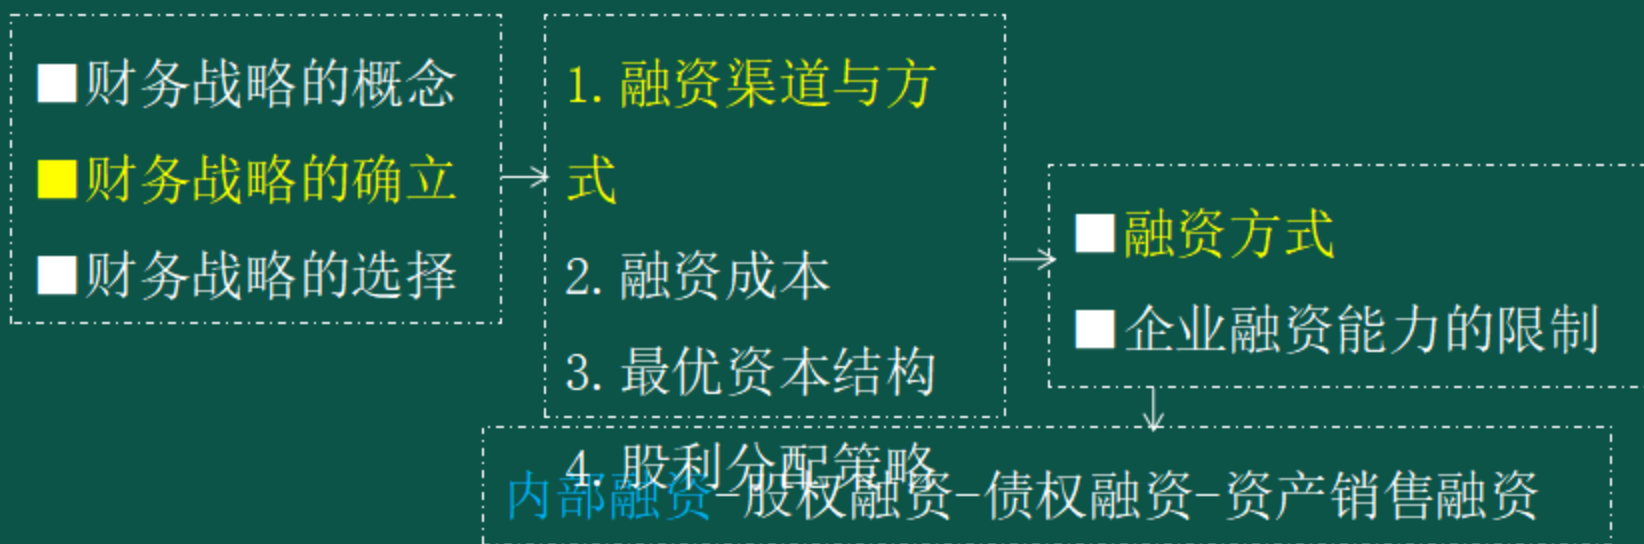 ■财务战略的概念
■财务战略的确立
■财务战略的选择
1. 融资渠道与方
式
2. 融资成本
3. 最优资本结构
4. 股利分配策略
■融资方式
■企业融资能力的限制
内部融资-股权融资-债权融资-资产销售融资